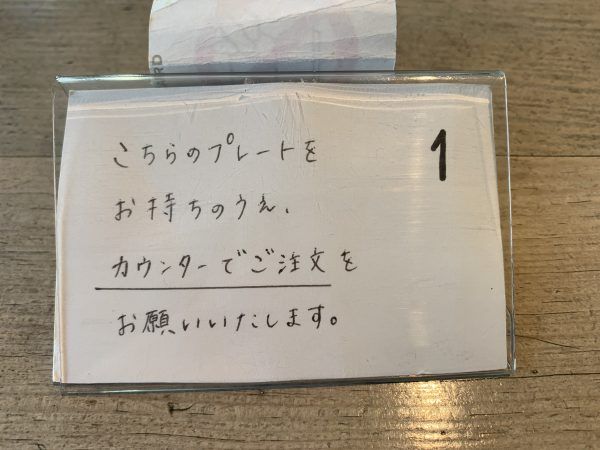 RD
こちらのプレートを
1
お持ちのうえ、
カウンターでご注文を
お願いいたします。